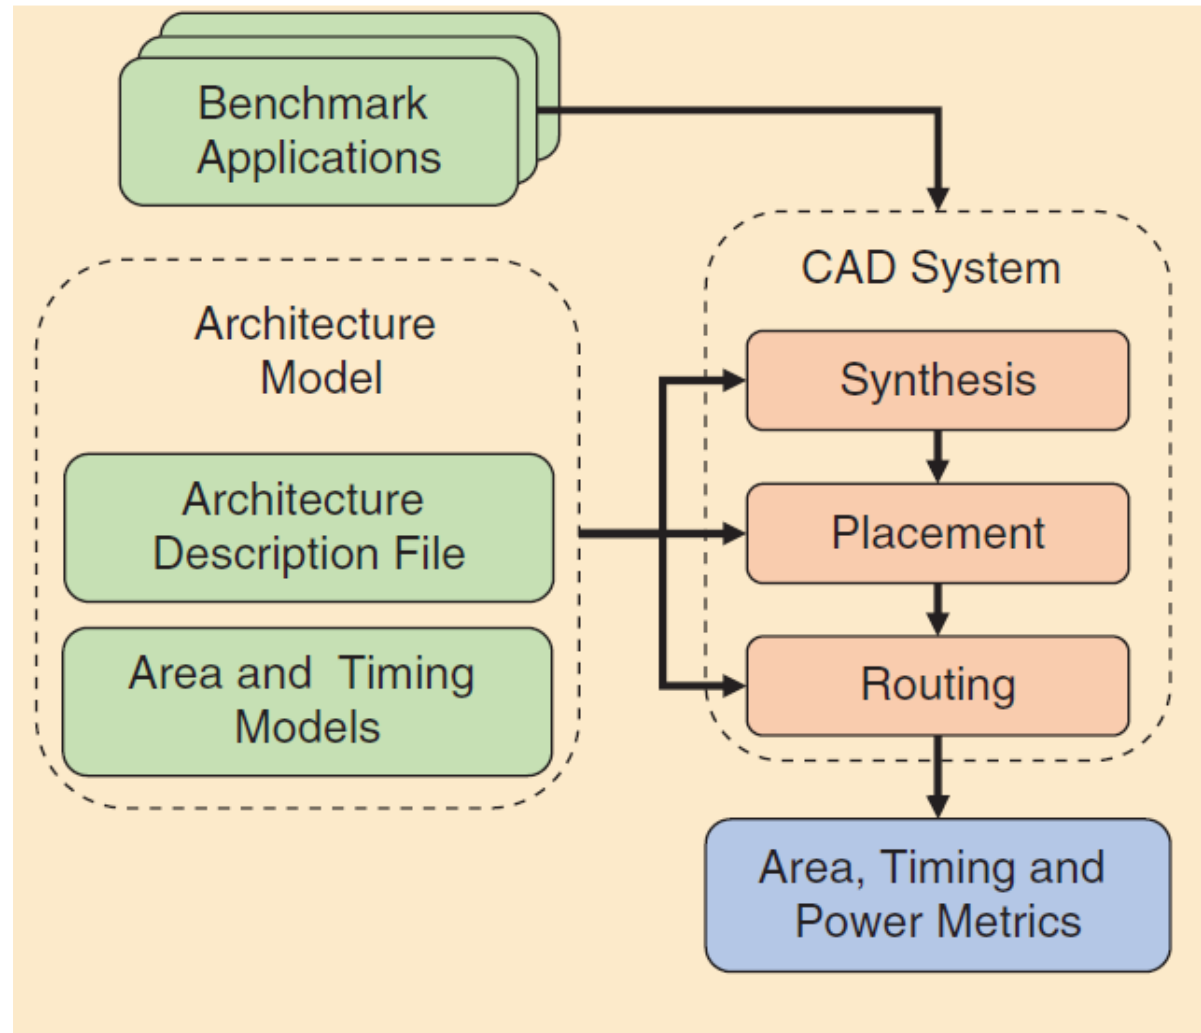 Benchmark
Applications
CAD System
Architecture
Model
Synthesis
Architecture
Description File
Placement
Area and Timing
Models
Routing
Area, Timing and
Power Metrics